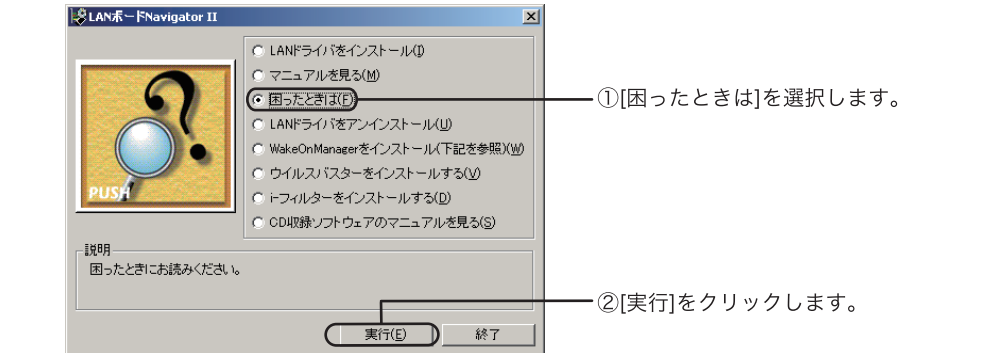 LANボードNavigator II
LANドライバをインストール(I)
マニュアルを見る(M)
困ったときは(F)
①[困ったときは]を選択します。
LANドライバをアンインストール(U)
WakeOnManagerをインストール(下記を参照)(W)
ウイルスバスターをインストールする(V)
i-フィルターをインストールする(D)
CD収録ソフトウェアのマニュアルを見る(S)
PUSH
説明
困ったときにお読みください。
②[実行]をクリックします。
実行(E)
終了